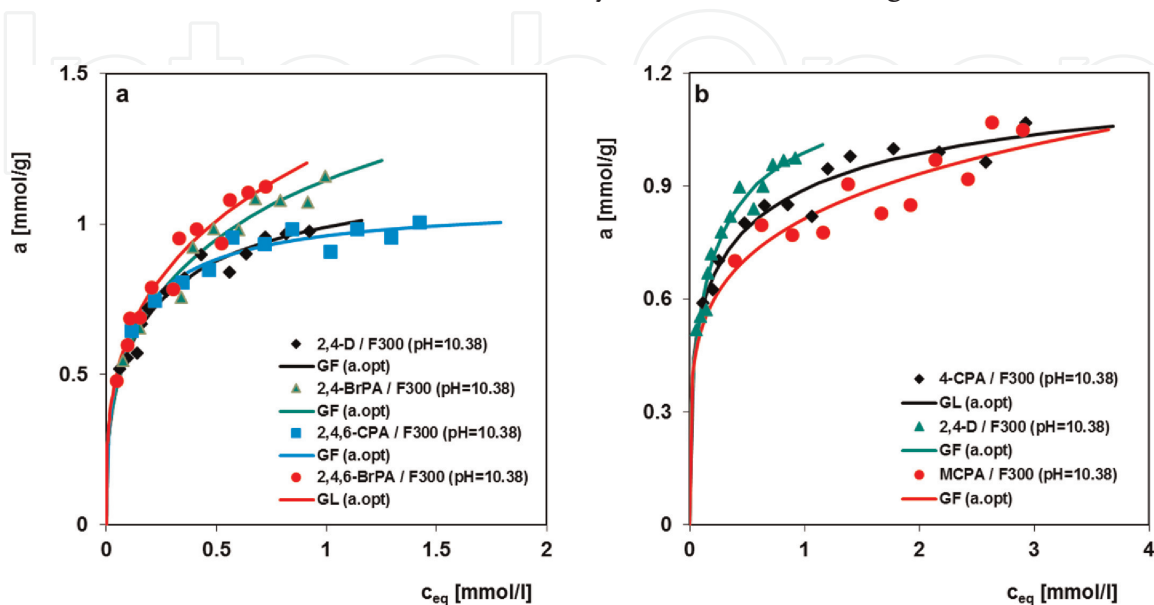 a
a [mmol/g]
1.5
1
0.5
0
0
0.5
1
1.5
2
c_eq [mmol/l]
2,4-D / F300 (pH=10.38)
GF (a.opt)
2,4-BrPA / F300 (pH=10.38)
GF (a.opt)
2,4,6-CPA / F300 (pH=10.38)
GF (a.opt)
2,4,6-BrPA / F300 (pH=10.38)
GL (a.opt)
b
a [mmol/g]
1.2
0.9
0.6
0.3
0
0
1
2
3
4
c_eq [mmol/l]
4-CPA / F300 (pH=10.38)
GL (a.opt)
2,4-D / F300 (pH=10.38)
GF (a.opt)
MCPA / F300 (pH=10.38)
GF (a.opt)